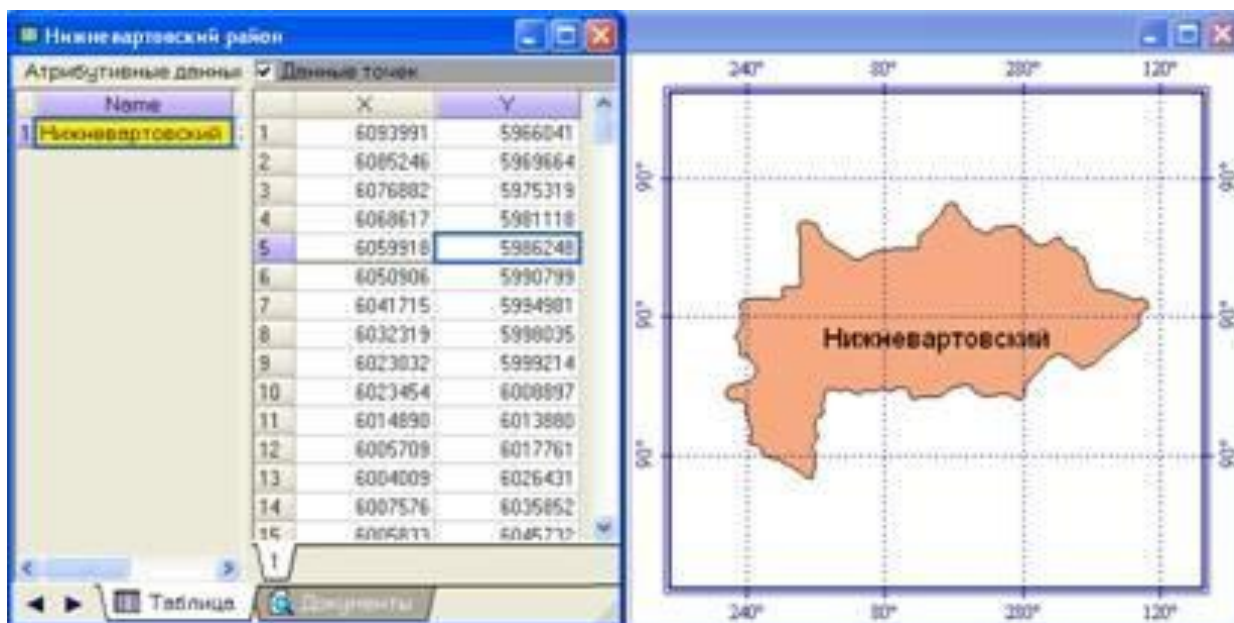 Нижневартовский район
Атрибутивные данные
Данные точек
Name
X Y
1 Нижневартовский
1 6093991 5966041
2 6085246 5969664
3 6076882 5975319
4 6068617 5981118
5 6059918 5986248
6 6050906 5990799
7 6041715 5994981
8 6032319 5998035
9 6023032 5999214
10 6023454 6008897
11 6014890 6013880
12 6005709 6017761
13 6004009 6026431
14 6007576 6035852
15 6005833 6045732
1
Таблица
Документы
240° 80° 280° 120°
90° 90°
90° 90°
90° 90°
Нижневартовский
240° 80° 280° 120°